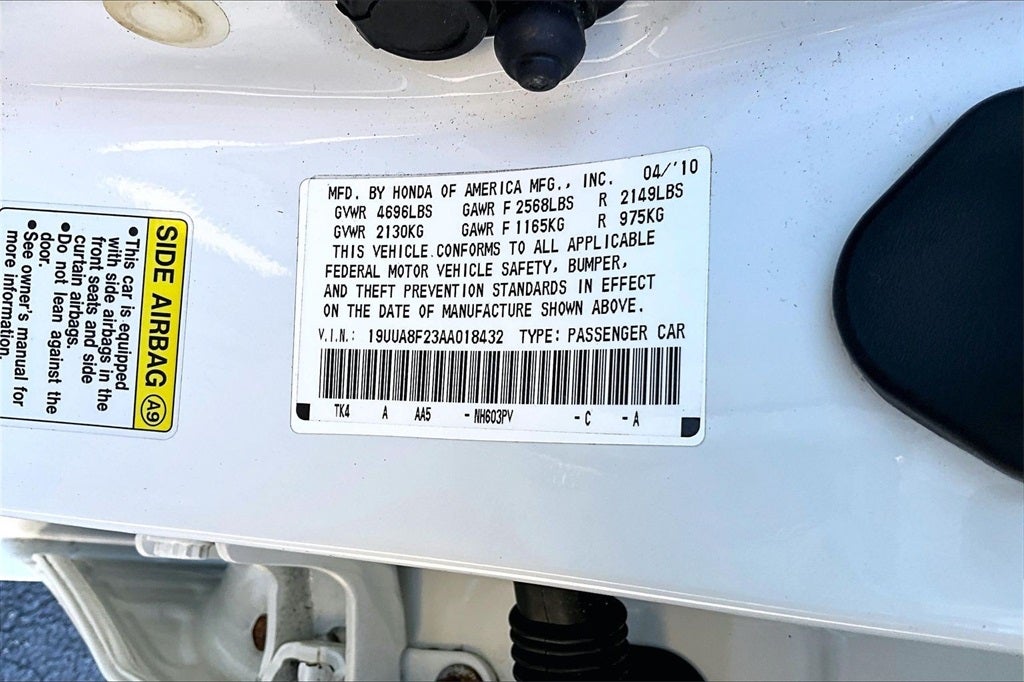 MFD. BY HONDA OF AMERICA MFG., INC. 04/'10
GVWR 4696LBS GAWR F 2568LBS R 2149LBS
GVWR 2130KG GAWR F 1165KG R 975KG
THIS VEHICLE CONFORMS TO ALL APPLICABLE
FEDERAL MOTOR VEHICLE SAFETY, BUMPER,
AND THEFT PREVENTION STANDARDS IN EFFECT
ON THE DATE OF MANUFACTURE SHOWN ABOVE.
V.I.N.: 19UUA8F23AA018432 TYPE: PASSENGER CAR
TK4 A AA5 -NH603PV -C -A
SIDE AIRBAG A9
•This car is equipped
with side airbags in the
front seats and side
curtain airbags.
•Do not lean against the
door.
•See owner's manual for
more information.